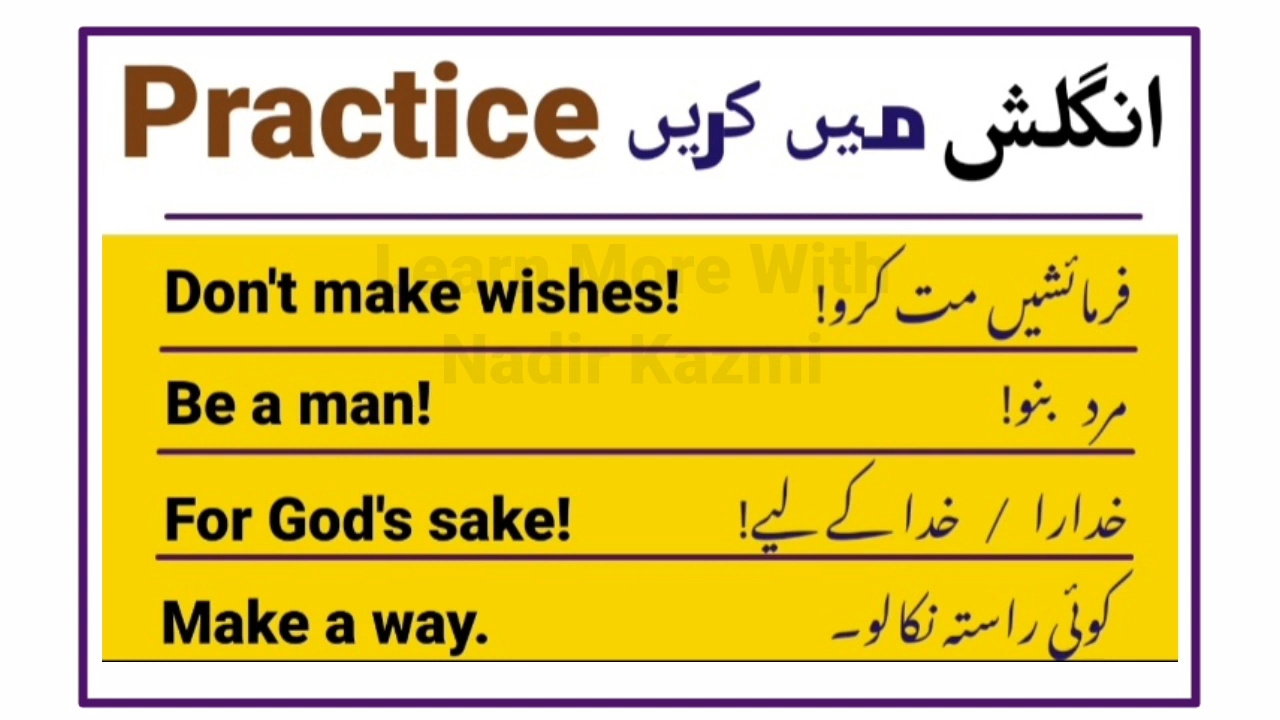 انگلش میں کریں Practice
Don't make wishes! فرمائشیں مت کرو!
Learn More With
Nadir Kazmi
Be a man! مرد بنو!
For God's sake! خدارا / خدا کے لیے!
Make a way. کوئی راستہ نکالو۔